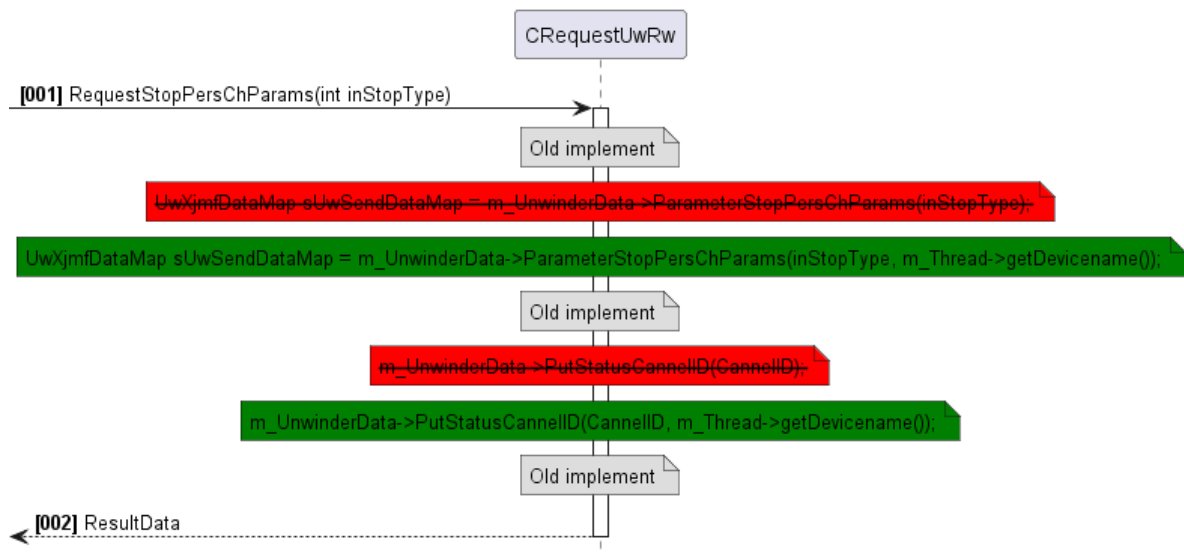 CRequestUwRw
[001] RequestStopPersChParams(int inStopType)
Old implement
UwXjmfDataMap sUwSendDataMap = m_UnwinderData->ParameterStopPersChParams(inStopType);
UwXjmfDataMap sUwSendDataMap = m_UnwinderData->ParameterStopPersChParams(inStopType, m_Thread->getDevicename());
Old implement
m_UnwinderData->PutStatusCannelID(CannelID);
m_UnwinderData->PutStatusCannelID(CannelID, m_Thread->getDevicename());
Old implement
[002] ResultData